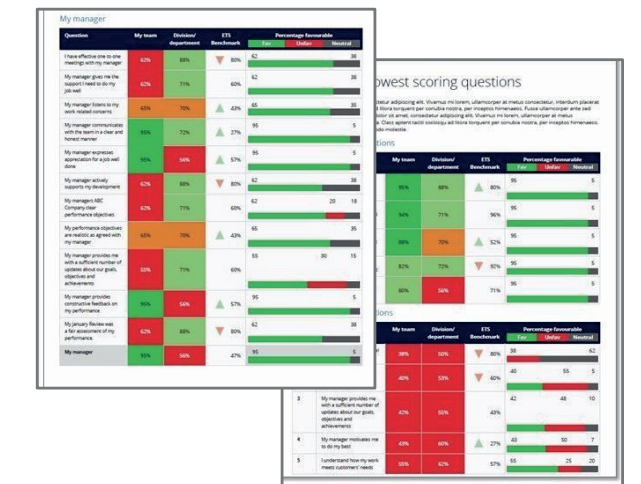 My manager
Question My team Division/ department ETS Benchmark Percentage favourable
Fav Unfav Neutral
I have effective one to one
meetings with my manager
62% 88% 80% 62 38
My manager gives me the
support I need to do my
job well
62% 71% 60% 62 38
My manager listens to my
work related concerns
65% 70% 43% 65 35
My manager communicates
with the team in a clear and
honest manner
95% 72% 27% 95 5
My manager expresses
appreciation for a job well
done
95% 56% 57% 95 5
My manager actively
supports my development
62% 88% 80% 62 38
My managers ABC
Company clear
performance objectives
62% 71% 60% 62 20 18
My performance objectives
are realistic as agreed with
my manager
65% 70% 43% 65 35
My manager provides me
with a sufficient number of
updates about our goals,
objectives and
achievements
55% 71% 60% 55 30 15
My manager provides
constructive feedback on
my performance
95% 56% 57% 95 5
My January Review was
a fair assessment of my
performance
62% 88% 80% 62 38
My manager 95% 56% 47% 95 5
owest scoring questions
tions
My team Division/ department ETS Benchmark Percentage favourable
Fav Unfav Neutral
95% 88% 80% 95 5
94% 71% 96% 95 5
88% 70% 52% 95 5
82% 72% 92% 95 5
80% 56% 71% 95 5
ions
My team Division/ department ETS Benchmark Percentage favourable
Fav Unfav Neutral
38% 50% 80% 38 62
40% 53% 60% 40 55 5
3 My manager provides me
with a sufficient number of
updates about our goals,
objectives and
achievements
42% 55% 43% 42 48 10
4 My manager motivates me
to do my best
43% 60% 27% 43 50 7
5 I understand how my work
meets customers' needs
55% 62% 57% 55 25 20